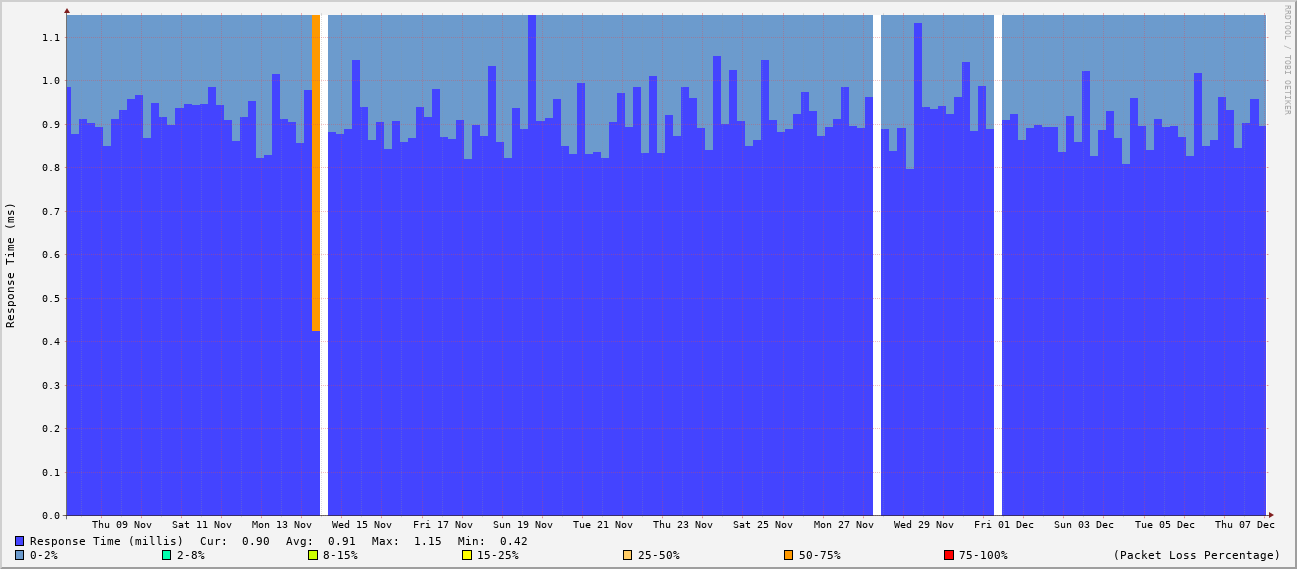 RRDTOOL / TOBI OETIKER
Response Time (ms)
1.1
1.0
0.9
0.8
0.7
0.6
0.5
0.4
0.3
0.2
0.1
0.0
Thu 09 Nov Sat 11 Nov Mon 13 Nov Wed 15 Nov Fri 17 Nov Sun 19 Nov Tue 21 Nov Thu 23 Nov Sat 25 Nov Mon 27 Nov Wed 29 Nov Fri 01 Dec Sun 03 Dec Tue 05 Dec Thu 07 Dec
Response Time (millis) Cur: 0.90 Avg: 0.91 Max: 1.15 Min: 0.42
0-2% 2-8% 8-15% 15-25% 25-50% 50-75% 75-100% (Packet Loss Percentage)